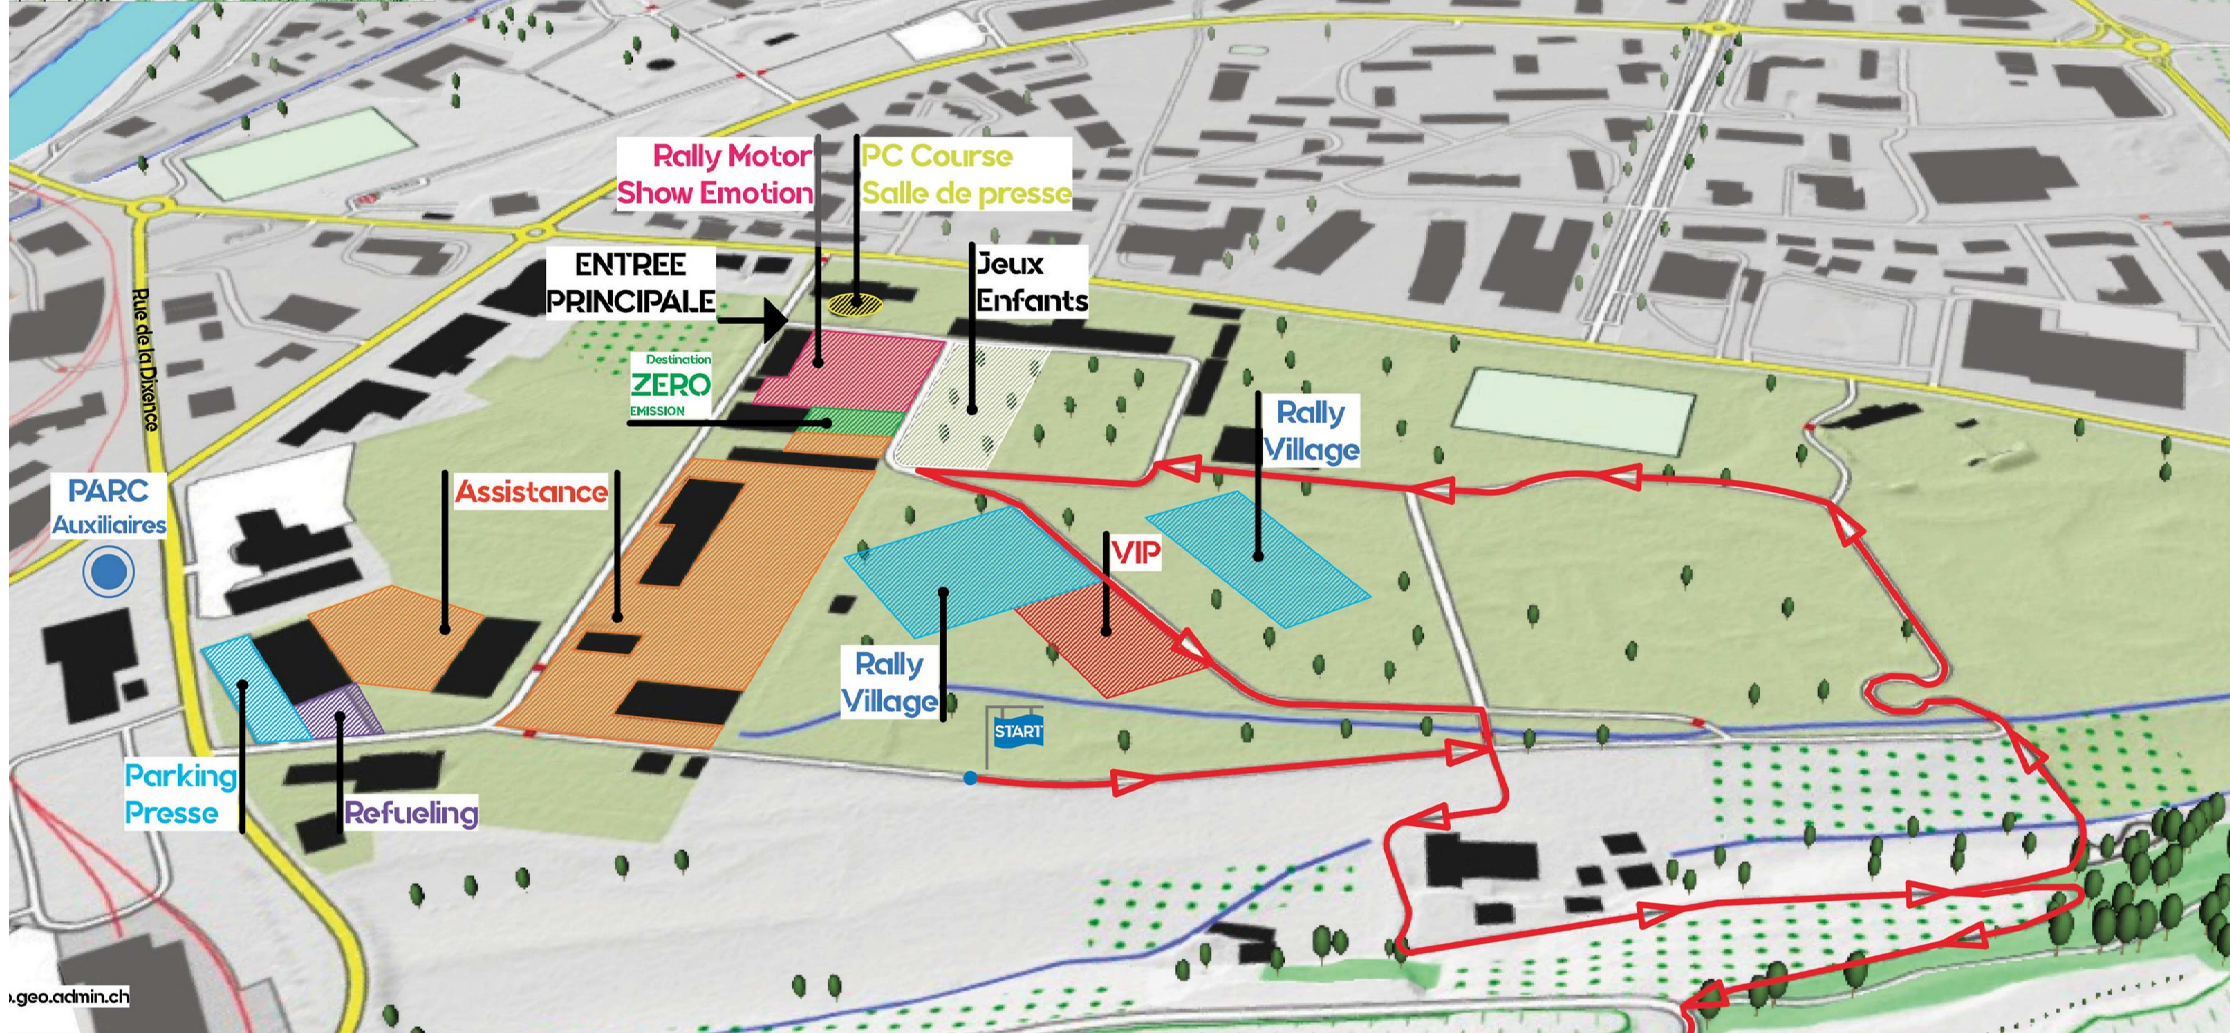 Rally Motor
Show Emotion
PC Course
Salle de presse
ENTREE
PRINCIPALE
Jeux
Enfants
Rue de la Dixence
Destination
ZERO
EMISSION
Rally
Village
PARC
Auxiliaires
Assistance
VIP
Rally
Village
START
Parking
Presse
Refueling
.geo.admin.ch